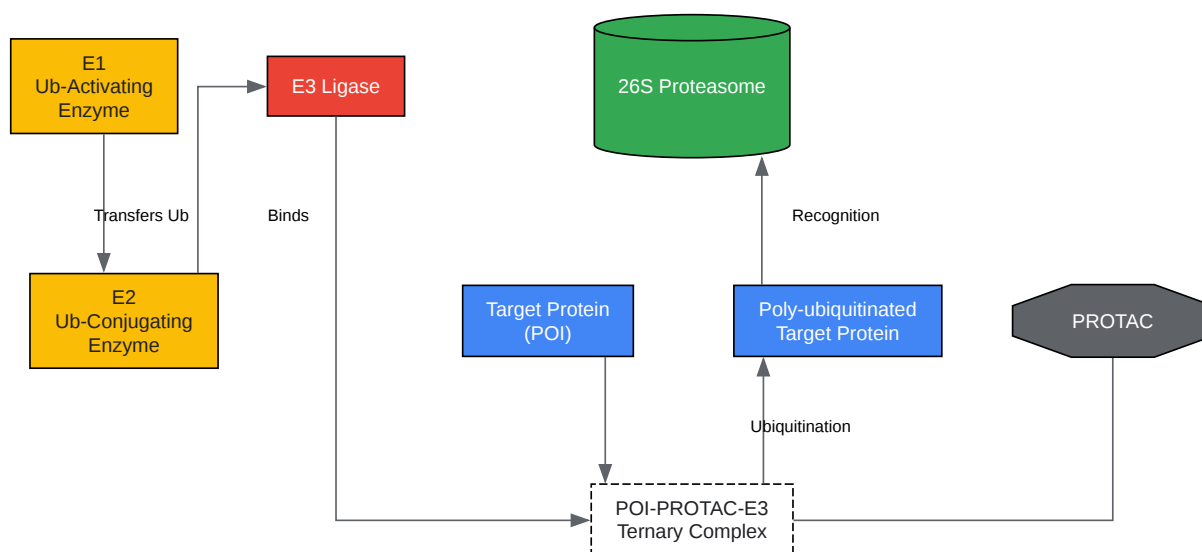 E1
Ub-Activating
Enzyme
E3 Ligase
26S Proteasome
Transfers Ub
Binds
Recognition
E2
Ub-Conjugating
Enzyme
Target Protein
(POI)
Poly-ubiquitinated
Target Protein
PROTAC
Ubiquitination
POI-PROTAC-E3
Ternary Complex